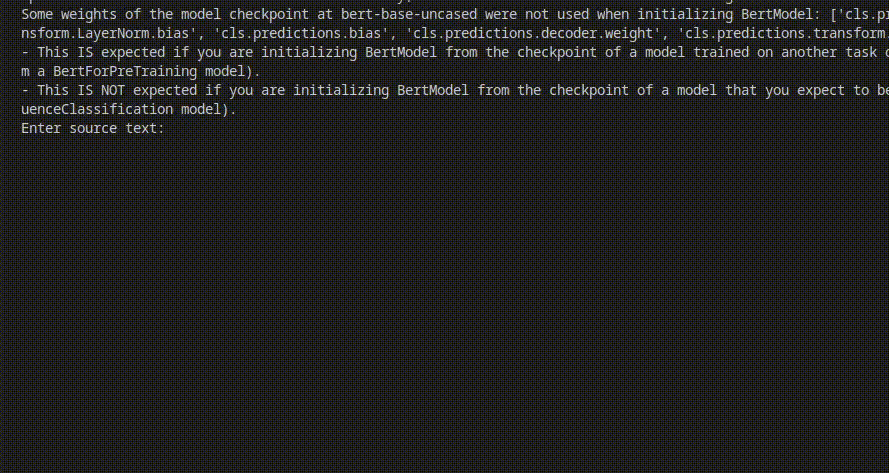 Some weights of the model checkpoint at bert-base-uncased were not used when initializing BertModel: ['cls.pr
nsform.LayerNorm.bias', 'cls.predictions.bias', 'cls.predictions.decoder.weight', 'cls.predictions.transform.
- This IS expected if you are initializing BertModel from the checkpoint of a model trained on another task o
m a BertForPreTraining model).
- This IS NOT expected if you are initializing BertModel from the checkpoint of a model that you expect to be
uenceClassification model).
Enter source text: